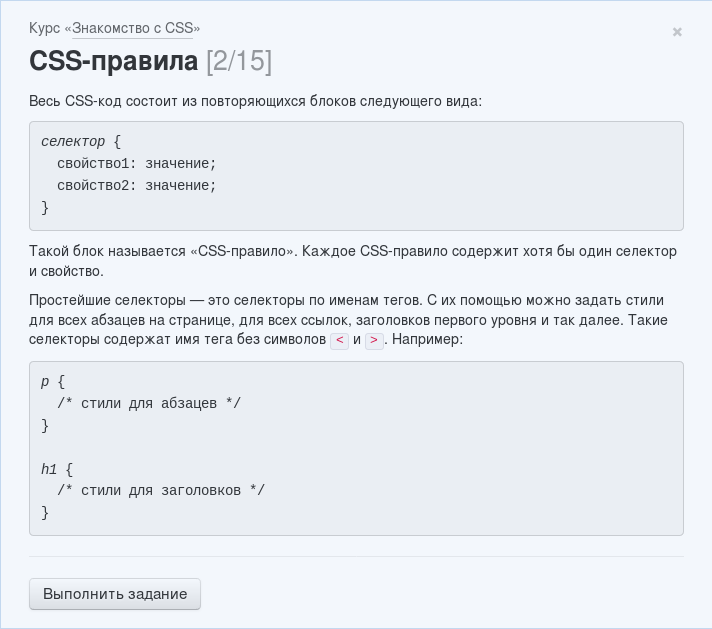 Курс «Знакомство с CSS»
×
CSS-правила [2/15]
Весь CSS-код состоит из повторяющихся блоков следующего вида:
селектор {
  свойство1: значение;
  свойство2: значение;
}
Такой блок называется «CSS-правило». Каждое CSS-правило содержит хотя бы один селектор
и свойство.
Простейшие селекторы — это селекторы по именам тегов. С их помощью можно задать стили
для всех абзацев на странице, для всех ссылок, заголовков первого уровня и так далее. Такие
селекторы содержат имя тега без символов < и >. Например:
p {
  /* стили для абзацев */
}
h1 {
  /* стили для заголовков */
}
Выполнить задание